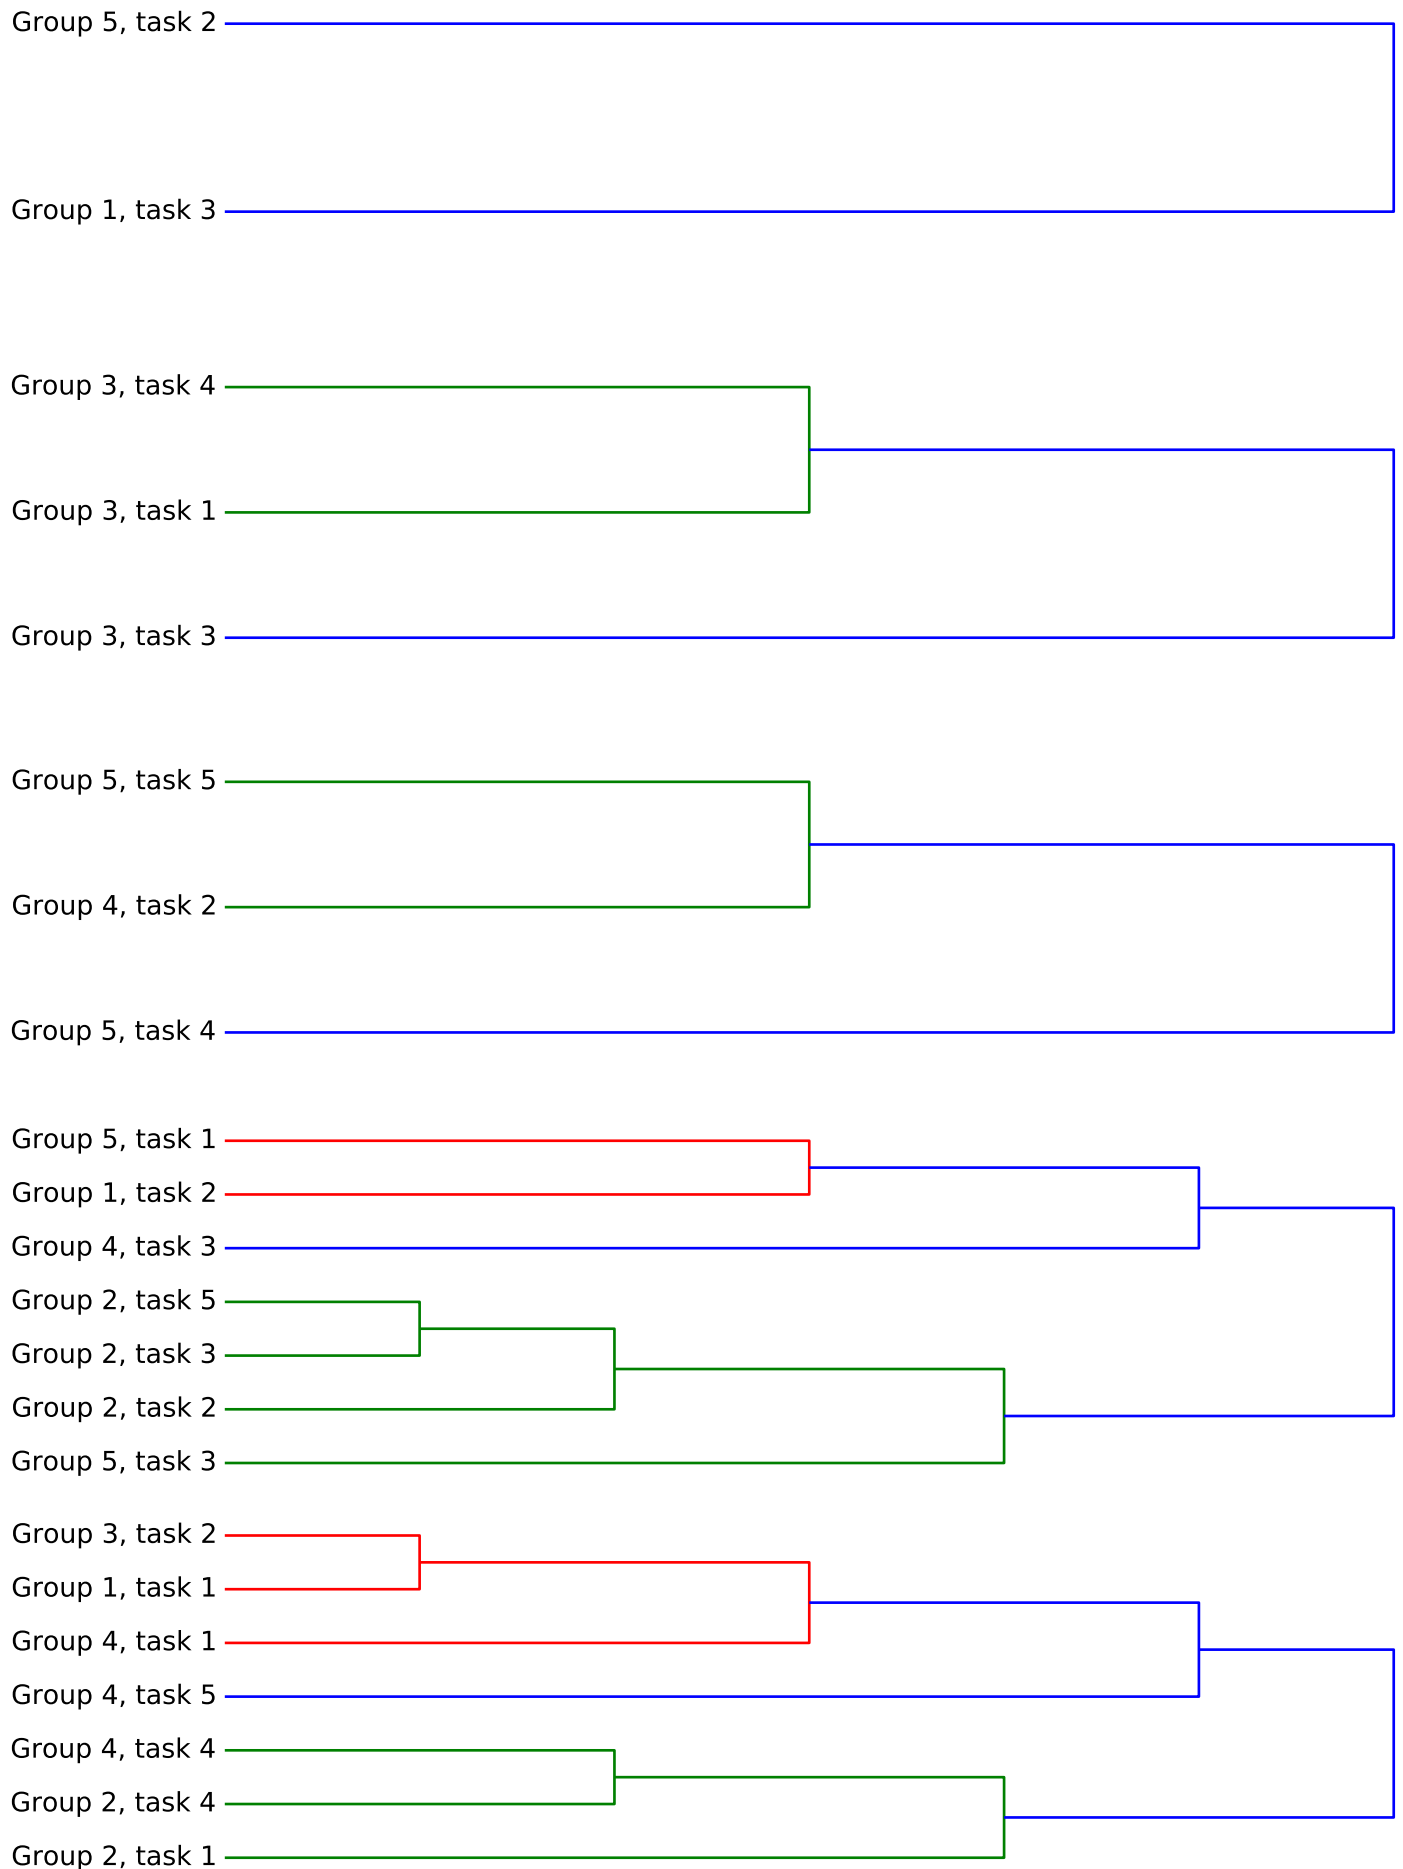 Group 5, task 2
Group 1, task 3
Group 3, task 4
Group 3, task 1
Group 3, task 3
Group 5, task 5
Group 4, task 2
Group 5, task 4
Group 5, task 1
Group 1, task 2
Group 4, task 3
Group 2, task 5
Group 2, task 3
Group 2, task 2
Group 5, task 3
Group 3, task 2
Group 1, task 1
Group 4, task 1
Group 4, task 5
Group 4, task 4
Group 2, task 4
Group 2, task 1